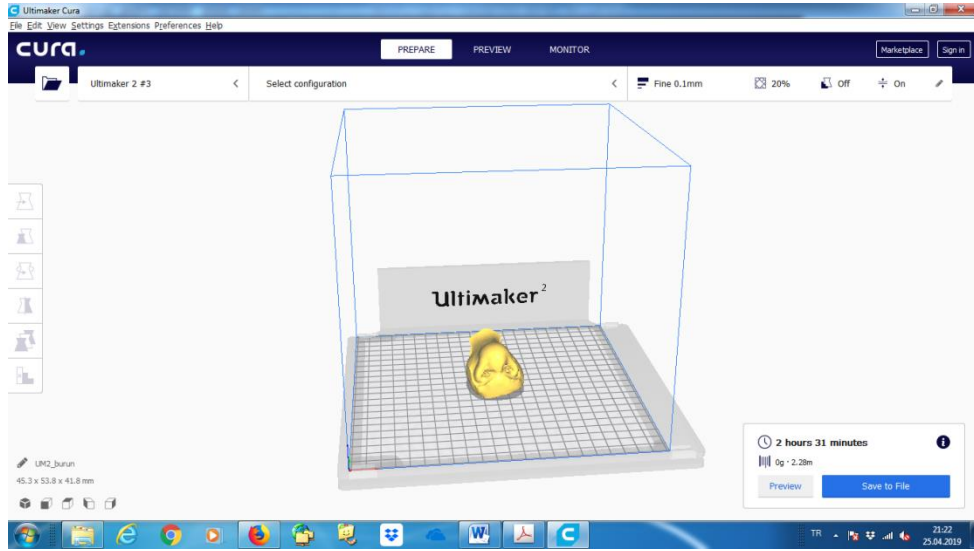 Ultimaker Cura
File Edit View Settings Extensions Preferences Help
cura.
PREPARE PREVIEW MONITOR
Marketplace Sign in
Ultimaker 2 #3 Select configuration Fine 0.1mm 20% Off On
Ultimaker²
2 hours 31 minutes
0g · 2.28m
Preview Save to File
UM2_burun
45.3 x 53.8 x 41.8 mm
TR 21:22
25.04.2019